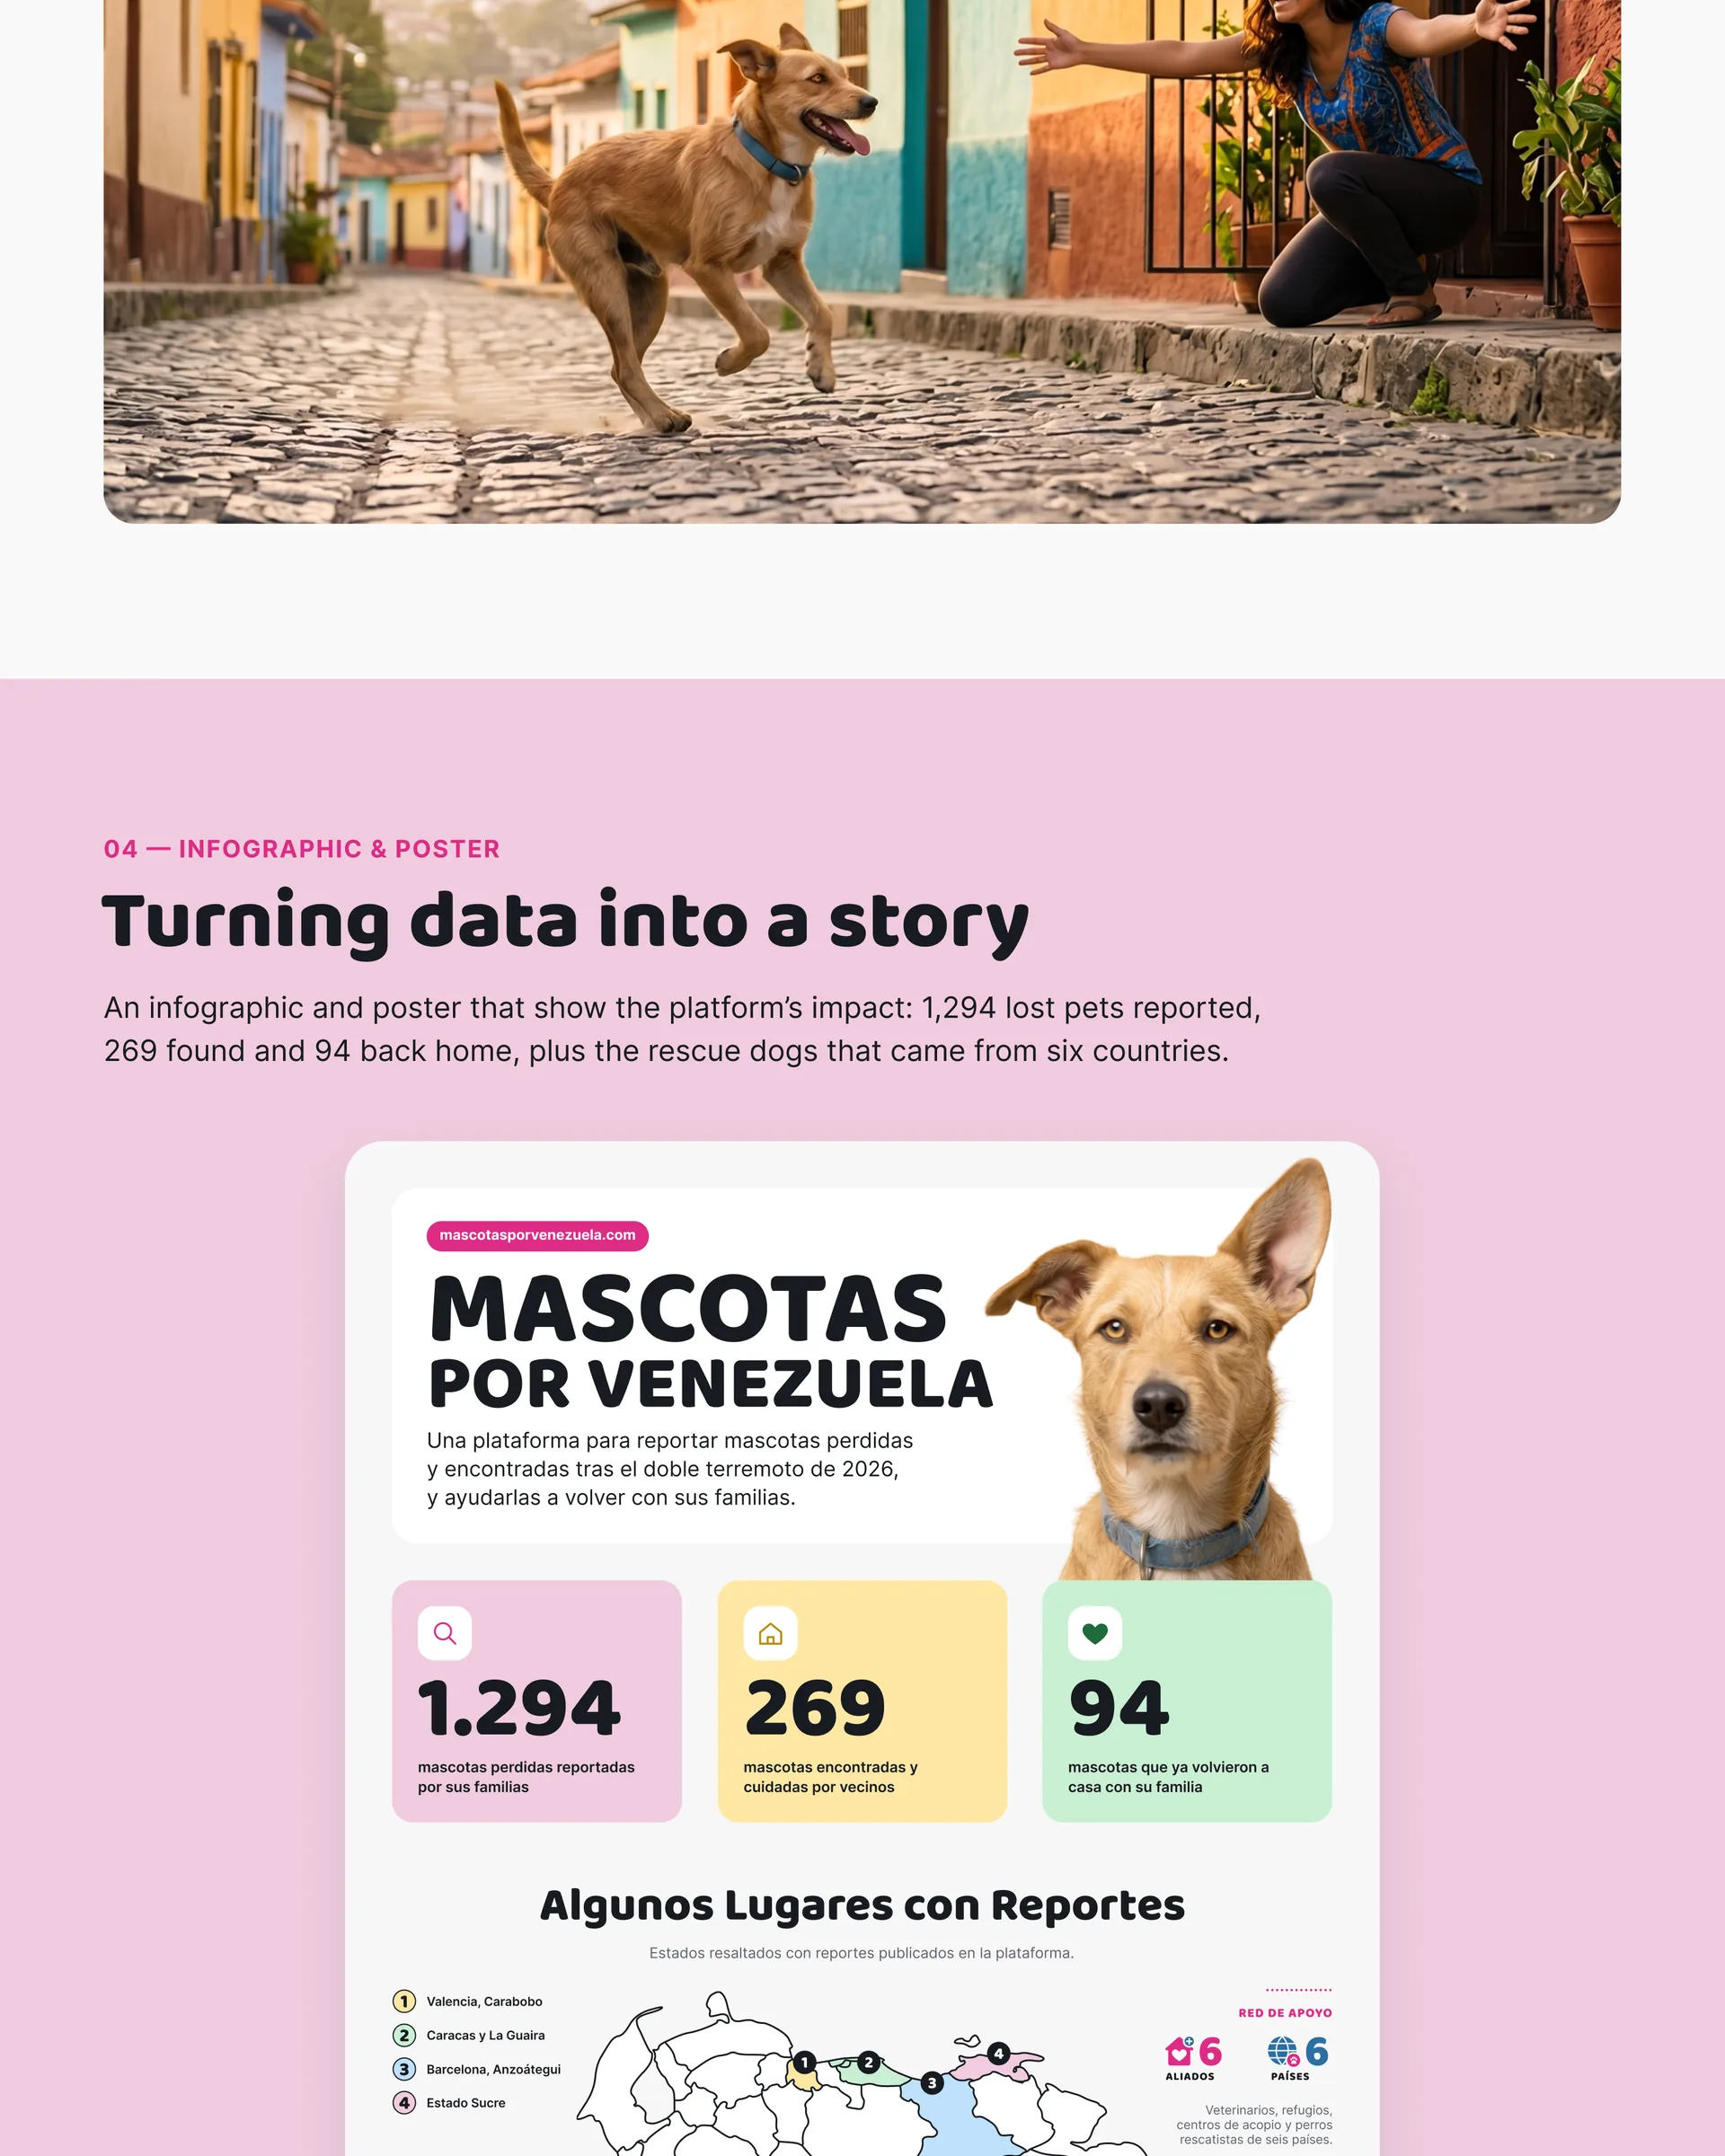 04 — INFOGRAPHIC & POSTER
Turning data into a story
An infographic and poster that show the platform’s impact: 1,294 lost pets reported,
269 found and 94 back home, plus the rescue dogs that came from six countries.
mascotasporvenezuela.com
MASCOTAS
POR VENEZUELA
Una plataforma para reportar mascotas perdidas
y encontradas tras el doble terremoto de 2026,
y ayudarlas a volver con sus familias.
1.294
mascotas perdidas reportadas
por sus familias
269
mascotas encontradas y
cuidadas por vecinos
94
mascotas que ya volvieron a
casa con su familia
Algunos Lugares con Reportes
Estados resaltados con reportes publicados en la plataforma.
1 Valencia, Carabobo
2 Caracas y La Guaira
3 Barcelona, Anzoátegui
4 Estado Sucre
1
2
3
4
RED DE APOYO
6 6
ALIADOS PAÍSES
Veterinarios, refugios,
centros de acopio y perros
rescatistas de seis países.